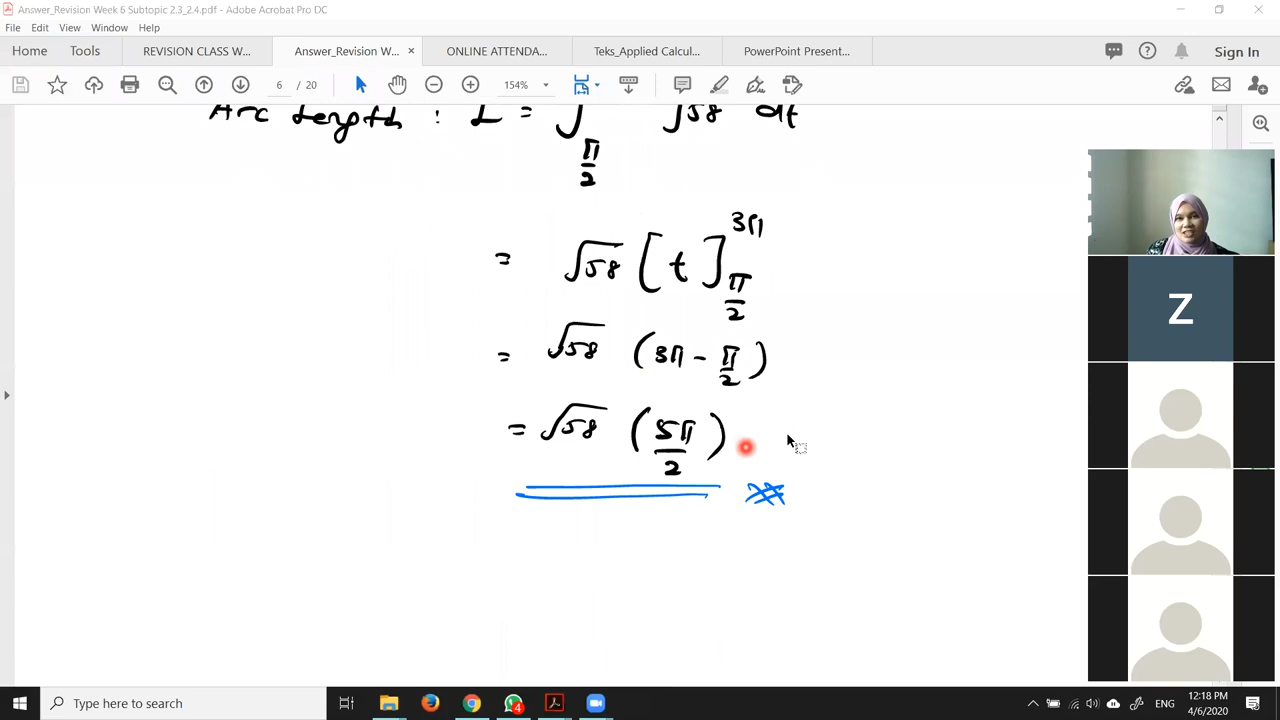 Answer_Revision Week 6 Subtopic 2.3_2.4.pdf - Adobe Acrobat Pro DC
File Edit View Window Help
Home Tools REVISION CLASS W... Answer_Revision W... × ONLINE ATTENDA... Teks_Applied Calcul... PowerPoint Present... Sign In
6 / 20 154%
Arc Length : L = ∫ π/2 √58 dt
= √58 [t] 3π π/2
= √58 (3π - π/2)
= √58 (5π/2)
Z
Type here to search
4
ENG
12:18 PM
4/6/2020